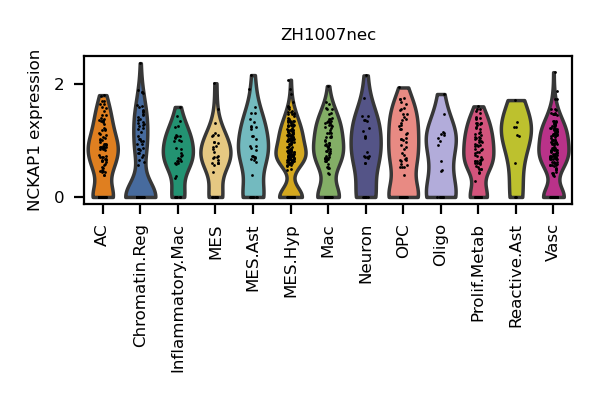 ZH1007nec
NCKAP1 expression
2
0
AC
Chromatin.Reg
Inflammatory.Mac
MES
MES.Ast
MES.Hyp
Mac
Neuron
OPC
Oligo
Prolif.Metab
Reactive.Ast
Vasc